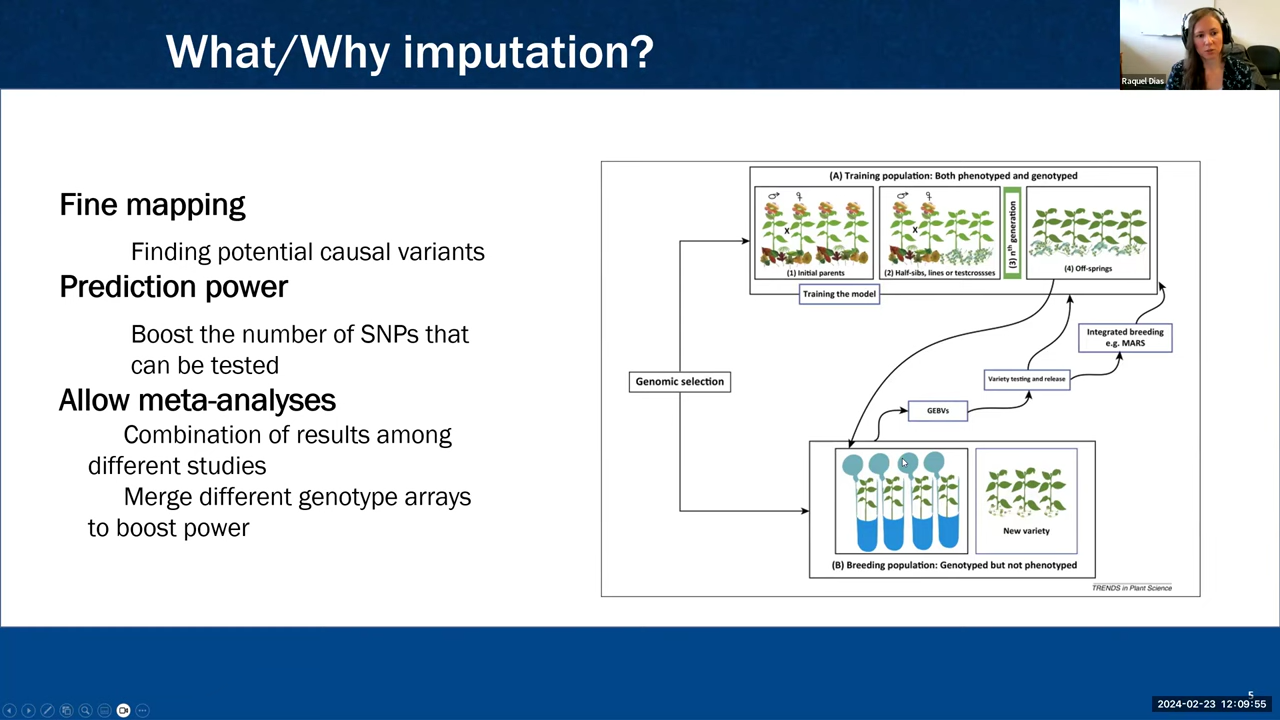 What/Why imputation?
Raquel Dias
Fine mapping
Finding potential causal variants
Prediction power
Boost the number of SNPs that
can be tested
Allow meta-analyses
Combination of results among
different studies
Merge different genotype arrays
to boost power
(A) Training population: Both phenotyped and genotyped
X
(1) Initial parents
X
(2) Half-sibs, lines or testcrossses
(3) nth generation
(4) Off-springs
Training the model
Integrated breeding
e.g. MARS
Genomic selection
Variety testing and release
GEBVs
New variety
(B) Breeding population: Genotyped but not phenotyped
TRENDS in Plant Science
5
2024-02-23 12:09:55